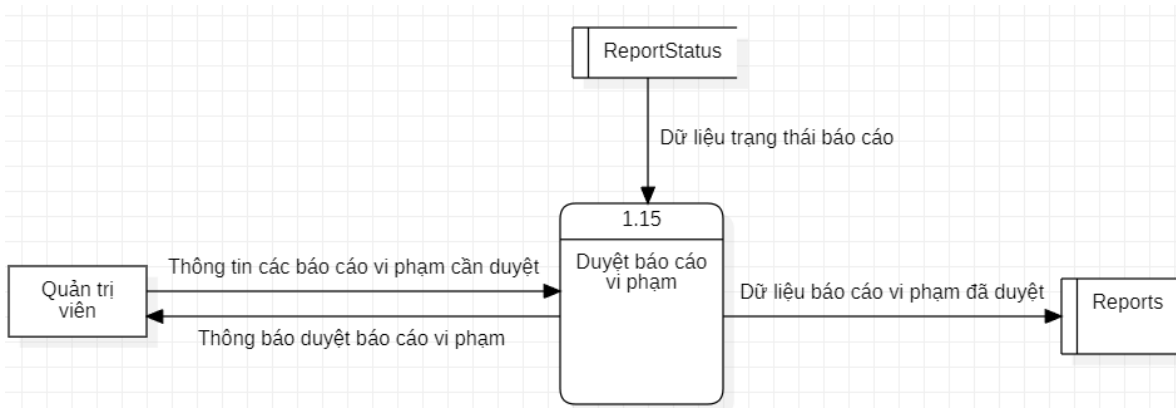 ReportStatus
Dữ liệu trạng thái báo cáo
1.15
Duyệt báo cáo
vi phạm
Thông tin các báo cáo vi phạm cần duyệt
Quản trị
viên
Thông báo duyệt báo cáo vi phạm
Dữ liệu báo cáo vi phạm đã duyệt
Reports